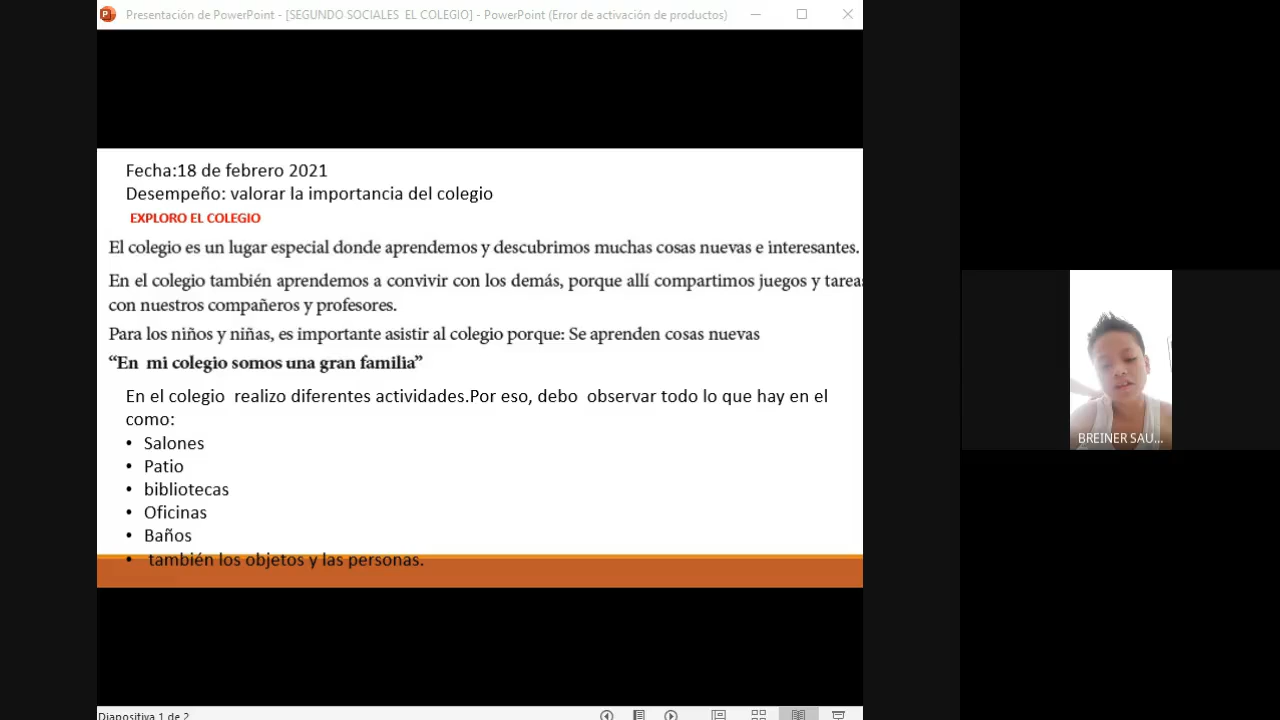 Presentación de PowerPoint - [SEGUNDO SOCIALES EL COLEGIO] - PowerPoint (Error de activación de productos)
Fecha:18 de febrero 2021
Desempeño: valorar la importancia del colegio
EXPLORO EL COLEGIO
El colegio es un lugar especial donde aprendemos y descubrimos muchas cosas nuevas e interesantes.
En el colegio también aprendemos a convivir con los demás, porque allí compartimos juegos y tareas
con nuestros compañeros y profesores.
Para los niños y niñas, es importante asistir al colegio porque: Se aprenden cosas nuevas
“En mi colegio somos una gran familia”
En el colegio realizo diferentes actividades.Por eso, debo observar todo lo que hay en el
como:
• Salones
• Patio
• bibliotecas
• Oficinas
• Baños
• también los objetos y las personas.
BREINER SAU...
Diapositiva 1 de 2